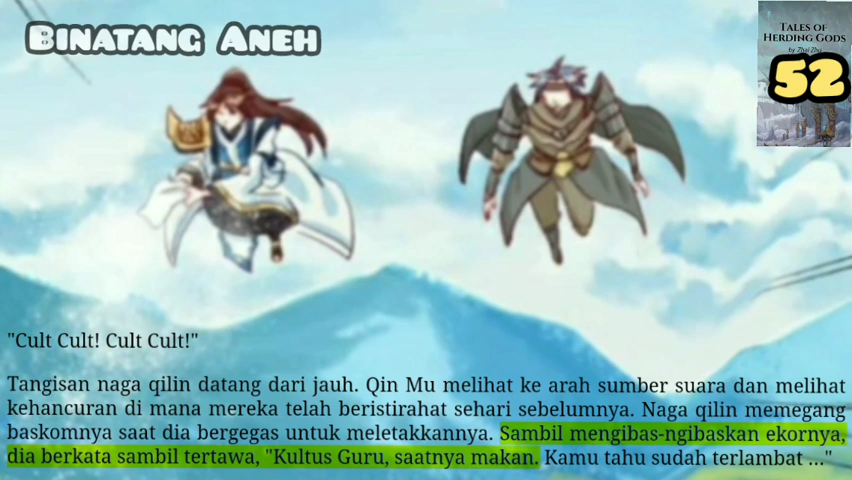 Binatang Aneh
TALES OF
HERDING GODS
by Zhai Zhu
52
"Cult Cult! Cult Cult!"
Tangisan naga qilin datang dari jauh. Qin Mu melihat ke arah sumber suara dan melihat
kehancuran di mana mereka telah beristirahat sehari sebelumnya. Naga qilin memegang
baskomnya saat dia bergegas untuk meletakkannya. Sambil mengibas-ngibaskan ekornya,
dia berkata sambil tertawa, "Kultus Guru, saatnya makan. Kamu tahu sudah terlambat ..."